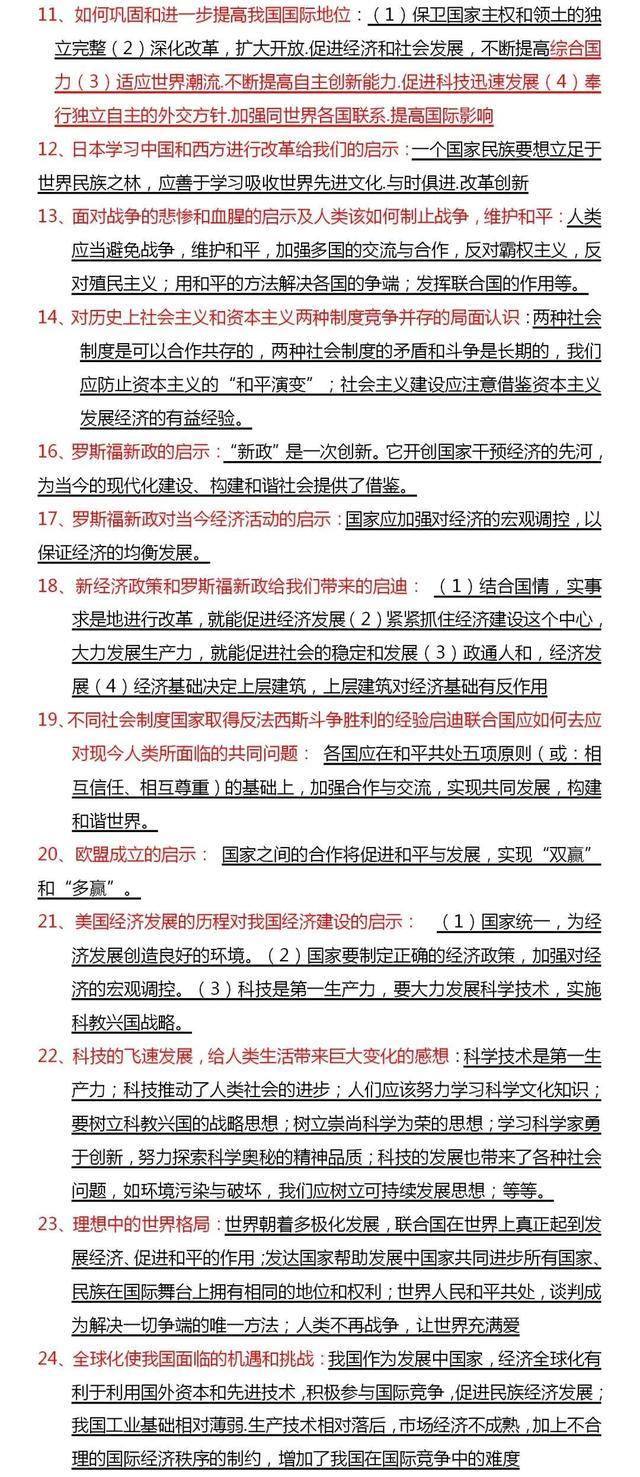 11、如何巩固和进一步提高我国国际地位：（1）保卫国家主权和领土的独
立完整（2）深化改革，扩大开放.促进经济和社会发展，不断提高综合国
力（3）适应世界潮流.不断提高自主创新能力.促进科技迅速发展（4）奉
行独立自主的外交方针.加强同世界各国联系.提高国际影响
12、日本学习中国和西方进行改革给我们的启示：一个国家民族要想立足于
世界民族之林，应善于学习吸收世界先进文化.与时俱进.改革创新
13、面对战争的悲惨和血腥的启示及人类该如何制止战争，维护和平：人类
应当避免战争，维护和平，加强多国的交流与合作，反对霸权主义，反
对殖民主义；用和平的方法解决各国的争端；发挥联合国的作用等。
14、对历史上社会主义和资本主义两种制度竞争并存的局面认识：两种社会
制度是可以合作共存的，两种社会制度的矛盾和斗争是长期的，我们
应防止资本主义的“和平演变”；社会主义建设应注意借鉴资本主义
发展经济的有益经验。
16、罗斯福新政的启示：“新政”是一次创新。它开创国家干预经济的先河，
为当今的现代化建设、构建和谐社会提供了借鉴。
17、罗斯福新政对当今经济活动的启示：国家应加强对经济的宏观调控，以
保证经济的均衡发展。
18、新经济政策和罗斯福新政给我们带来的启迪：（1）结合国情，实事
求是地进行改革，就能促进经济发展（2）紧紧抓住经济建设这个中心，
大力发展生产力，就能促进社会的稳定和发展（3）政通人和，经济发
展（4）经济基础决定上层建筑，上层建筑对经济基础有反作用
19、不同社会制度国家取得反法西斯斗争胜利的经验启迪联合国应如何去应
对现今人类所面临的共同问题：各国应在和平共处五项原则（或：相
互信任、相互尊重）的基础上，加强合作与交流，实现共同发展，构建
和谐世界。
20、欧盟成立的启示：国家之间的合作将促进和平与发展，实现“双赢”
和“多赢”。
21、美国经济发展的历程对我国经济建设的启示：（1）国家统一，为经
济发展创造良好的环境。（2）国家要制定正确的经济政策，加强对经
济的宏观调控。（3）科技是第一生产力，要大力发展科学技术，实施
科教兴国战略。
22、科技的飞速发展，给人类生活带来巨大变化的感想：科学技术是第一生
产力；科技推动了人类社会的进步；人们应该努力学习科学文化知识；
要树立科教兴国的战略思想；树立崇尚科学为荣的思想；学习科学家勇
于创新，努力探索科学奥秘的精神品质；科技的发展也带来了各种社会
问题，如环境污染与破坏，我们应树立可持续发展思想；等等。
23、理想中的世界格局：世界朝着多极化发展，联合国在世界上真正起到发
展经济、促进和平的作用；发达国家帮助发展中国家共同进步所有国家、
民族在国际舞台上拥有相同的地位和权利；世界人民和平共处，谈判成
为解决一切争端的唯一方法；人类不再战争，让世界充满爱
24、全球化使我国面临的机遇和挑战：我国作为发展中国家，经济全球化有
利于利用国外资本和先进技术，积极参与国际竞争，促进民族经济发展；
我国工业基础相对薄弱.生产技术相对落后，市场经济不成熟，加上不合
理的国际经济秩序的制约，增加了我国在国际竞争中的难度